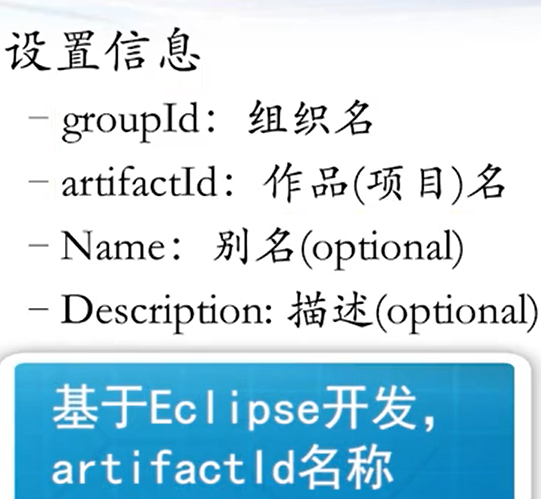 设置信息
– groupId：组织名
– artifactId：作品(项目)名
– Name：别名(optional)
– Description: 描述(optional)
基于Eclipse开发，
artifactId名称